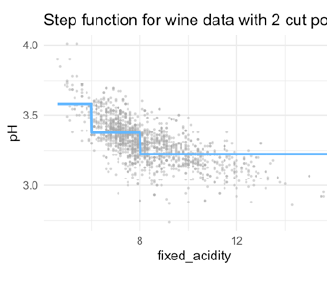 Step function for wine data with 2 cut po
4.0
3.5
3.0
pH
8
12
fixed_acidity